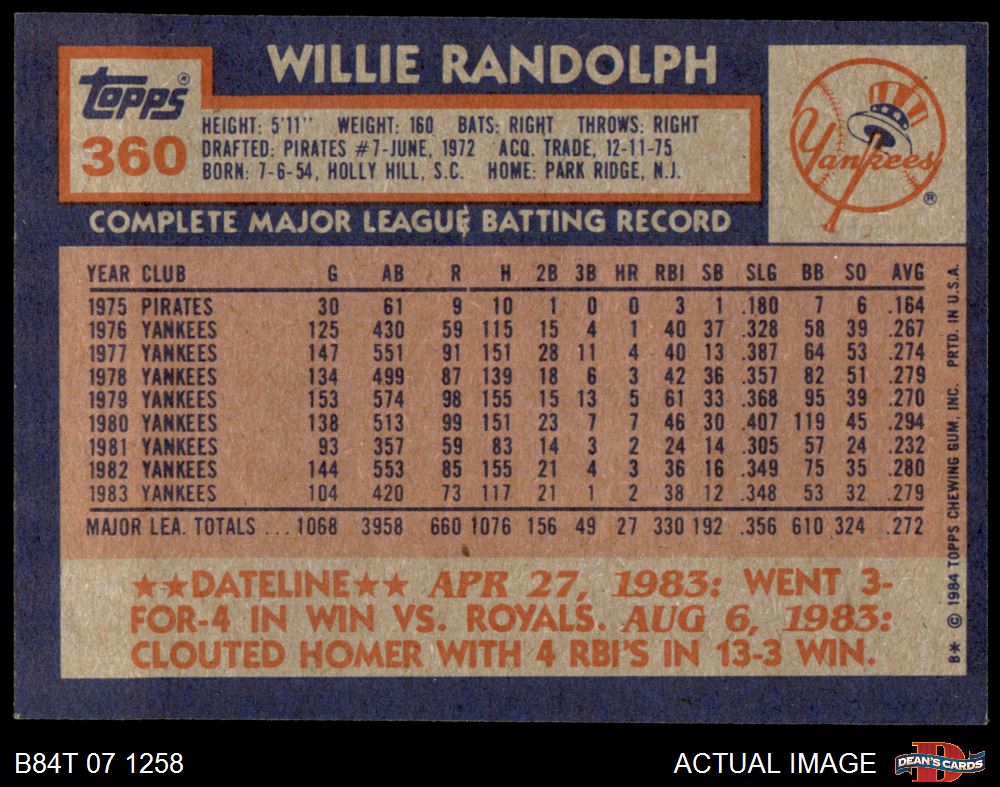 WILLIE RANDOLPH
Topps®
360
HEIGHT: 5'11" WEIGHT: 160 BATS: RIGHT THROWS: RIGHT
DRAFTED: PIRATES #7-JUNE, 1972 ACQ. TRADE, 12-11-75
BORN: 7-6-54, HOLLY HILL, S.C. HOME: PARK RIDGE, N.J.
Yankees ®
COMPLETE MAJOR LEAGUE BATTING RECORD
YEAR CLUB G AB R H 2B 3B HR RBI SB SLG BB SO AVG
1975 PIRATES 30 61 9 10 1 0 0 3 1 .180 7 6 .164
1976 YANKEES 125 430 59 115 15 4 1 40 37 .328 58 39 .267
1977 YANKEES 147 551 91 151 28 11 4 40 13 .387 64 53 .274
1978 YANKEES 134 499 87 139 18 6 3 42 36 .357 82 51 .279
1979 YANKEES 153 574 98 155 15 13 5 61 33 .368 95 39 .270
1980 YANKEES 138 513 99 151 23 7 7 46 30 .407 119 45 .294
1981 YANKEES 93 357 59 83 14 3 2 24 14 .305 57 24 .232
1982 YANKEES 144 553 85 155 21 4 3 36 16 .349 75 35 .280
1983 YANKEES 104 420 73 117 21 1 2 38 12 .348 53 32 .279
MAJOR LEA. TOTALS ... 1068 3958 660 1076 156 49 27 330 192 .356 610 324 .272
★★DATELINE★★ APR 27, 1983: WENT 3-
FOR-4 IN WIN VS. ROYALS. AUG 6, 1983:
CLOUTED HOMER WITH 4 RBI'S IN 13-3 WIN.
B* © 1984 TOPPS CHEWING GUM, INC. PRTD. IN U.S.A.
B84T 07 1258
ACTUAL IMAGE
DEAN'S CARDS